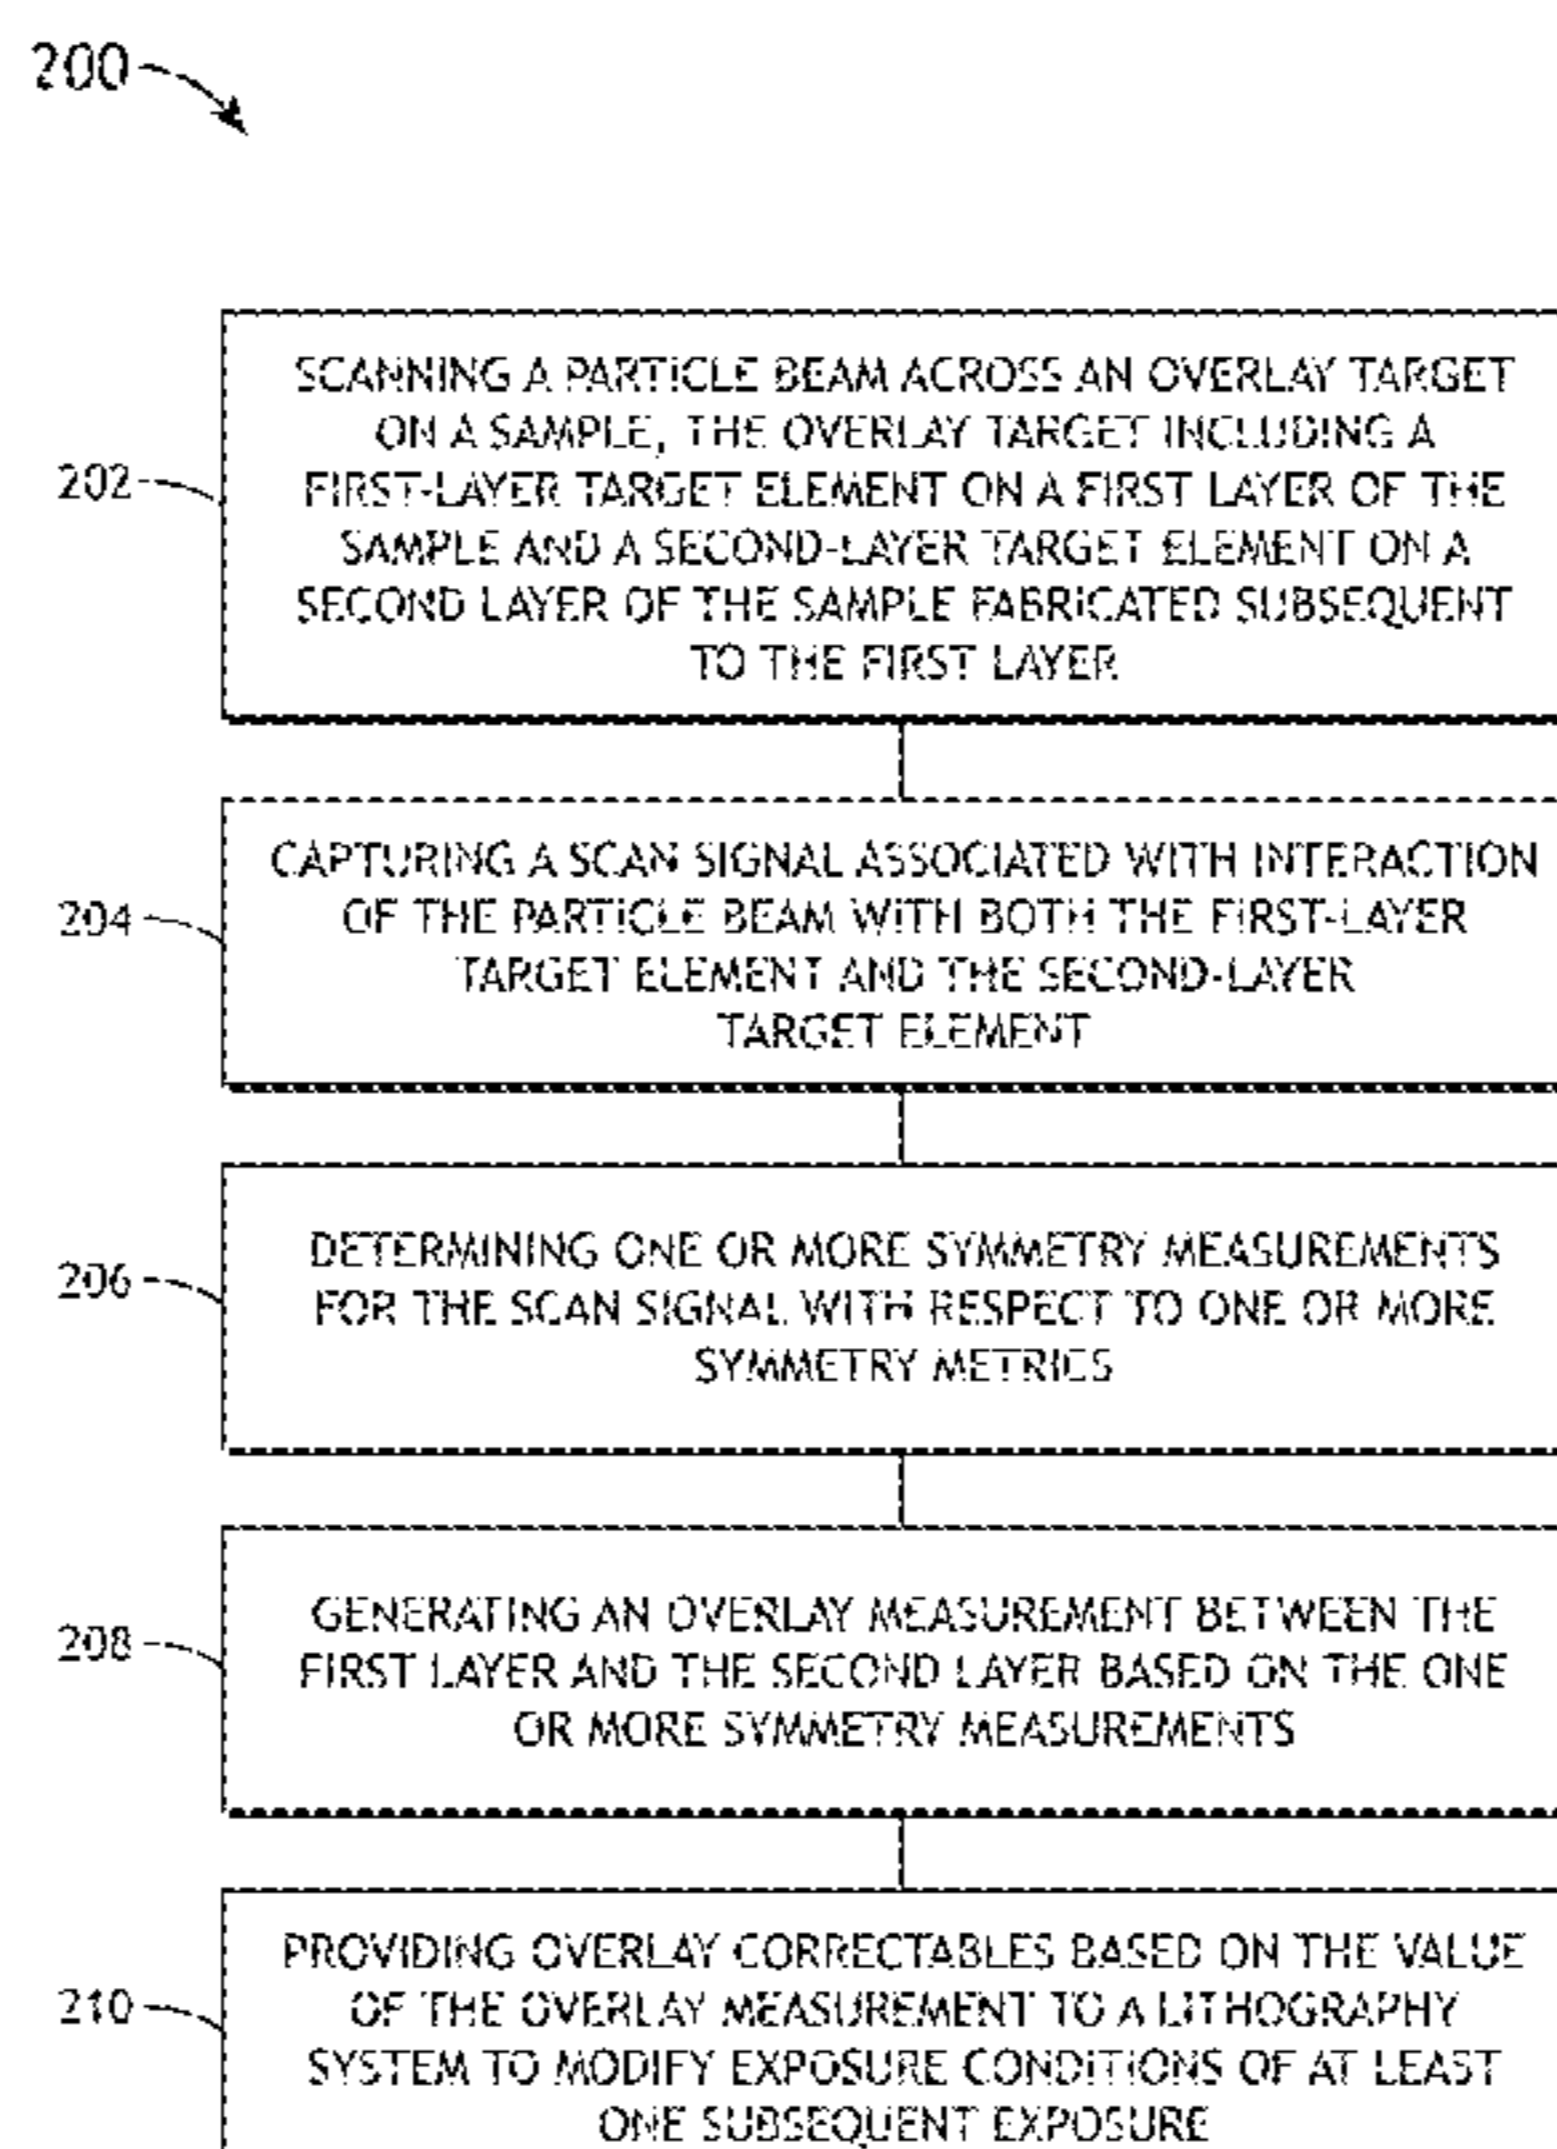 200
SCANNING A PARTICLE BEAM ACROSS AN OVERLAY TARGET
ON A SAMPLE, THE OVERLAY TARGET INCLUDING A
FIRST-LAYER TARGET ELEMENT ON A FIRST LAYER OF THE
SAMPLE AND A SECOND-LAYER TARGET ELEMENT ON A
SECOND LAYER OF THE SAMPLE FABRICATED SUBSEQUENT
TO THE FIRST LAYER
202
CAPTURING A SCAN SIGNAL ASSOCIATED WITH INTERACTION
OF THE PARTICLE BEAM WITH BOTH THE FIRST-LAYER
TARGET ELEMENT AND THE SECOND-LAYER
TARGET ELEMENT
204
DETERMINING ONE OR MORE SYMMETRY MEASUREMENTS
FOR THE SCAN SIGNAL WITH RESPECT TO ONE OR MORE
SYMMETRY METRICS
206
GENERATING AN OVERLAY MEASUREMENT BETWEEN THE
FIRST LAYER AND THE SECOND LAYER BASED ON THE ONE
OR MORE SYMMETRY MEASUREMENTS
208
PROVIDING OVERLAY CORRECTABLES BASED ON THE VALUE
OF THE OVERLAY MEASUREMENT TO A LITHOGRAPHY
SYSTEM TO MODIFY EXPOSURE CONDITIONS OF AT LEAST
ONE SUBSEQUENT EXPOSURE
210